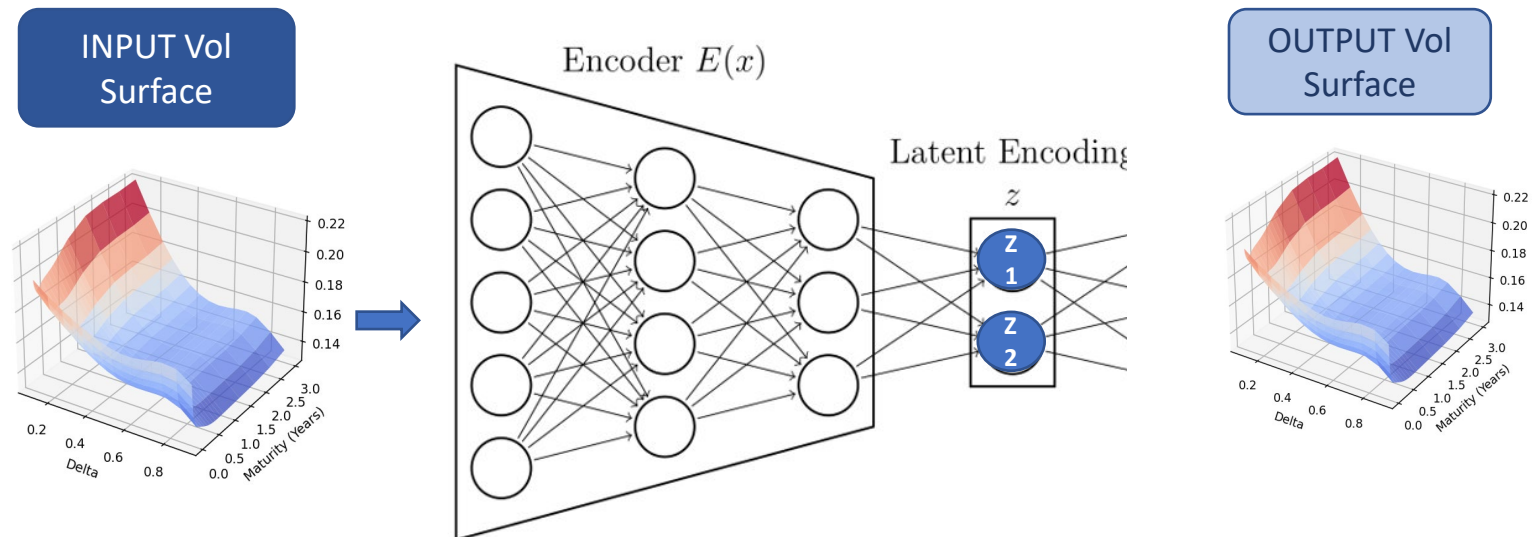 INPUT Vol
Surface
Encoder E(x)
OUTPUT Vol
Surface
Latent Encoding
z
Z
1
Z
2
0.22
0.20
0.18
0.16
0.14
3.0
2.5
2.0
1.5
1.0
0.5
0.0
Maturity (Years)
0.2
0.4
0.6
0.8
Delta
0.22
0.20
0.18
0.16
0.14
3.0
2.5
2.0
1.5
1.0
0.5
0.0
Maturity (Years)
0.2
0.4
0.6
0.8
Delta